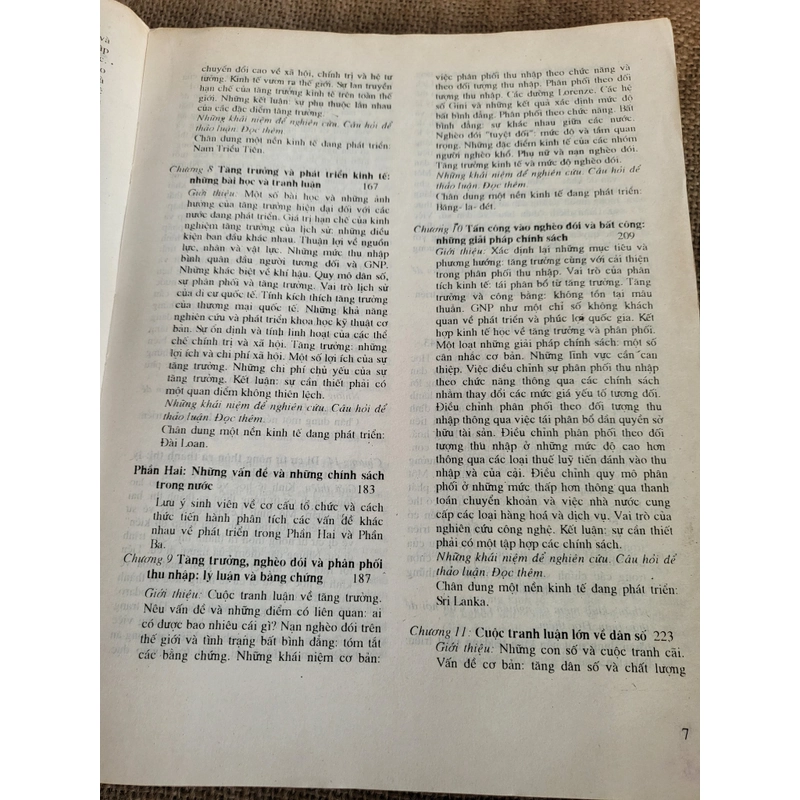 chuyển đổi cao về xã hội, chính trị và hệ tư
tưởng. Kinh tế vươn ra thế giới. Sự lan truyền
hạn chế của tăng trưởng kinh tế trên toàn thế
giới. Những kết luận: sự phụ thuộc lẫn nhau
của các đặc điểm tăng trưởng.
Những khái niệm để nghiên cứu. Câu hỏi để
thảo luận. Đọc thêm.
Chân dung một nền kinh tế đang phát triển:
Nam Triều Tiên.
Chương 8 Tăng trưởng và phát triển kinh tế:
những bài học và tranh luận 167
Giới thiệu: Một số bài học và những ảnh
hưởng của tăng trưởng hiện đại đối với các
nước đang phát triển. Giá trị hạn chế của kinh
nghiệm tăng trưởng của lịch sử: những điều
kiện ban đầu khác nhau. Thuận lợi về nguồn
lực, nhân và vật lực. Những mức thu nhập
bình quân đầu người tương đối và GNP.
Những khác biệt về khí hậu. Quy mô dân số,
sự phân phối và tăng trưởng. Vai trò lịch sử
của di cư quốc tế. Tính kích thích tăng trưởng
của thương mại quốc tế. Những khả năng
nghiên cứu và phát triển khoa học kỹ thuật cơ
bản. Sự ổn định và tính linh hoạt của các thể
chế chính trị và xã hội. Tăng trưởng: những
lợi ích và chi phí xã hội. Một số lợi ích của sự
tăng trưởng. Những chi phí chủ yếu của sự
tăng trưởng. Kết luận: sự cần thiết phải có
một quan điểm không thiên lệch.
Những khái niệm để nghiên cứu. Câu hỏi để
thảo luận. Đọc thêm.
Chân dung một nền kinh tế đang phát triển:
Đài Loan.
Phần Hai: Những vấn đề và những chính sách
trong nước 183
Lưu ý sinh viên về cơ cấu tổ chức và cách
thức tiến hành phân tích các vấn đề khác
nhau về phát triển trong Phần Hai và Phần
Ba.
Chương 9 Tăng trưởng, nghèo đói và phân phối
thu nhập: lý luận và bằng chứng 187
Giới thiệu: Cuộc tranh luận về tăng trưởng.
Nêu vấn đề và những điểm có liên quan: ai
có được bao nhiêu cái gì? Nạn nghèo đói trên
thế giới và tình trạng bất bình đẳng: tóm tắt
các bằng chứng. Những khái niệm cơ bản:
việc phân phối thu nhập theo chức năng và
theo đối tượng thu nhập. Phân phối theo đối
tượng thu nhập. Các đường Lorenze. Các hệ
số Gini và những kết quả xác định mức độ
bất bình đẳng. Phân phối theo chức năng. Bất
bình đẳng: sự khác nhau giữa các nước.
Nghèo đói "tuyệt đối": mức độ và tầm quan
trọng. Những đặc điểm kinh tế của các nhóm
người nghèo khổ. Phụ nữ và nạn nghèo đói.
Tăng trưởng kinh tế và mức độ nghèo đói.
Những khái niệm để nghiên cứu. Câu hỏi để
thảo luận. Đọc thêm.
Chân dung một nền kinh tế đang phát triển:
Băng- la- đét.
Chương 10 Tấn công vào nghèo đói và bất công:
những giải pháp chính sách 209
Giới thiệu: Xác định lại những mục tiêu và
phương hướng: tăng trưởng cùng với cải thiện
trong phân phối thu nhập. Vai trò của phân
tích kinh tế: tái phân bổ từ tăng trưởng. Tăng
trưởng và công bằng: không tồn tại mâu
thuẫn. GNP như một chỉ số không khách
quan về phát triển và phúc lợi quốc gia. Kết
hợp kinh tế học về tăng trưởng và phân phối.
Một loạt những giải pháp chính sách: một số
cân nhắc cơ bản. Những lĩnh vực cần can
thiệp. Việc điều chỉnh sự phân phối thu nhập
theo chức năng thông qua các chính sách
nhằm thay đổi các mức giá yếu tố tương đối.
Điều chỉnh phân phối theo đối tượng thu
nhập thông qua việc tái phân bổ dần quyền sở
hữu tài sản. Điều chỉnh phân phối theo đối
tượng thu nhập ở những mức độ cao hơn
thông qua các loại thuế luỹ tiến đánh vào thu
nhập và của cải. Điều chỉnh quy mô phân
phối ở những mức thấp hơn thông qua thanh
toán chuyển khoản và việc nhà nước cung
cấp các loại hàng hoá và dịch vụ. Vai trò của
nghiên cứu công nghệ. Kết luận: sự cần thiết
phải có một tập hợp các chính sách.
Những khái niệm để nghiên cứu. Câu hỏi để
thảo luận. Đọc thêm.
Chân dung một nền kinh tế đang phát triển:
Sri Lanka.
Chương 11: Cuộc tranh luận lớn về dân số 223
Giới thiệu: Những con số và cuộc tranh cãi.
Vấn đề cơ bản: tăng dân số và chất lượng
7